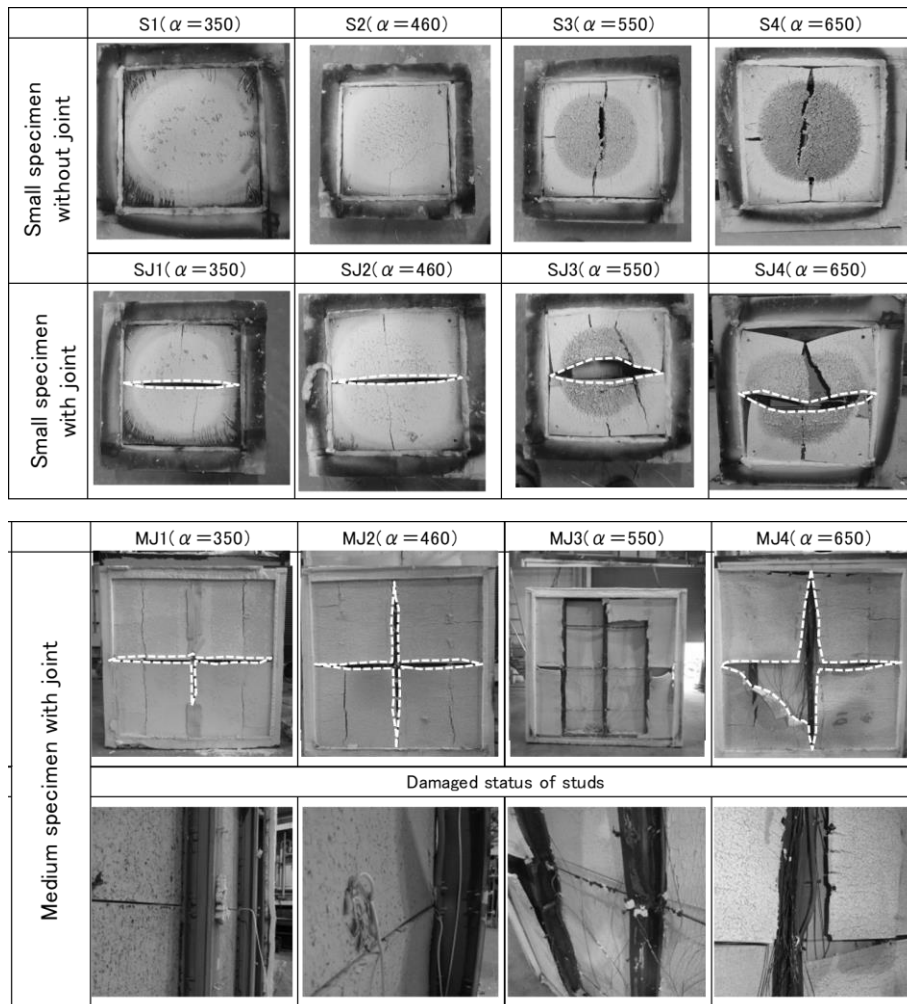 S1(α=350) S2(α=460) S3(α=550) S4(α=650)
Small specimen
without joint
SJ1(α=350) SJ2(α=460) SJ3(α=550) SJ4(α=650)
Small specimen
with joint
MJ1(α=350) MJ2(α=460) MJ3(α=550) MJ4(α=650)
Medium specimen with joint
Damaged status of studs